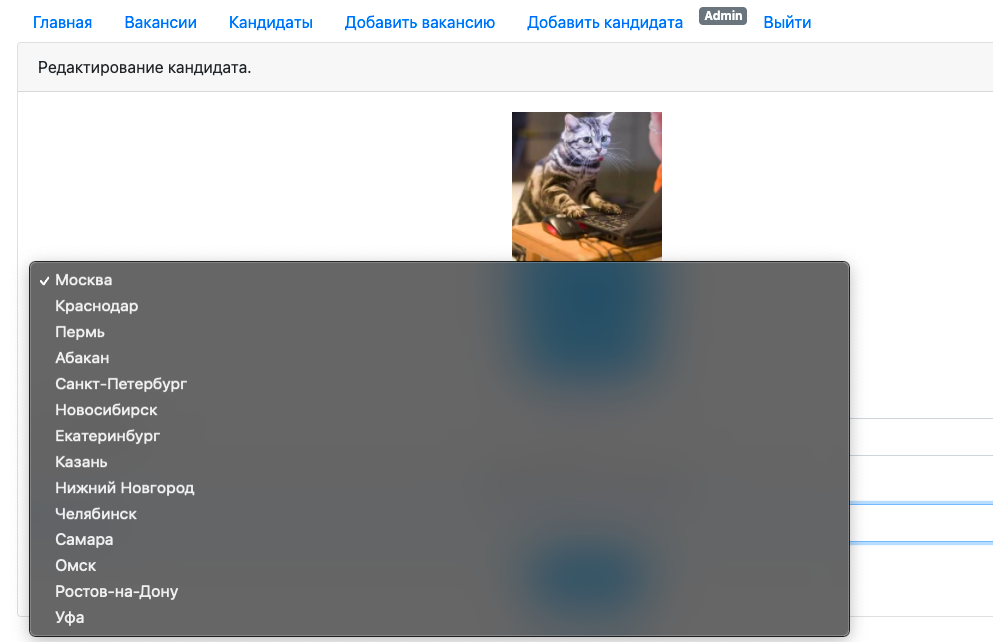 Главная Вакансии Кандидаты Добавить вакансию Добавить кандидата Admin Выйти
Редактирование кандидата.
Москва
Краснодар
Пермь
Абакан
Санкт-Петербург
Новосибирск
Екатеринбург
Казань
Нижний Новгород
Челябинск
Самара
Омск
Ростов-на-Дону
Уфа